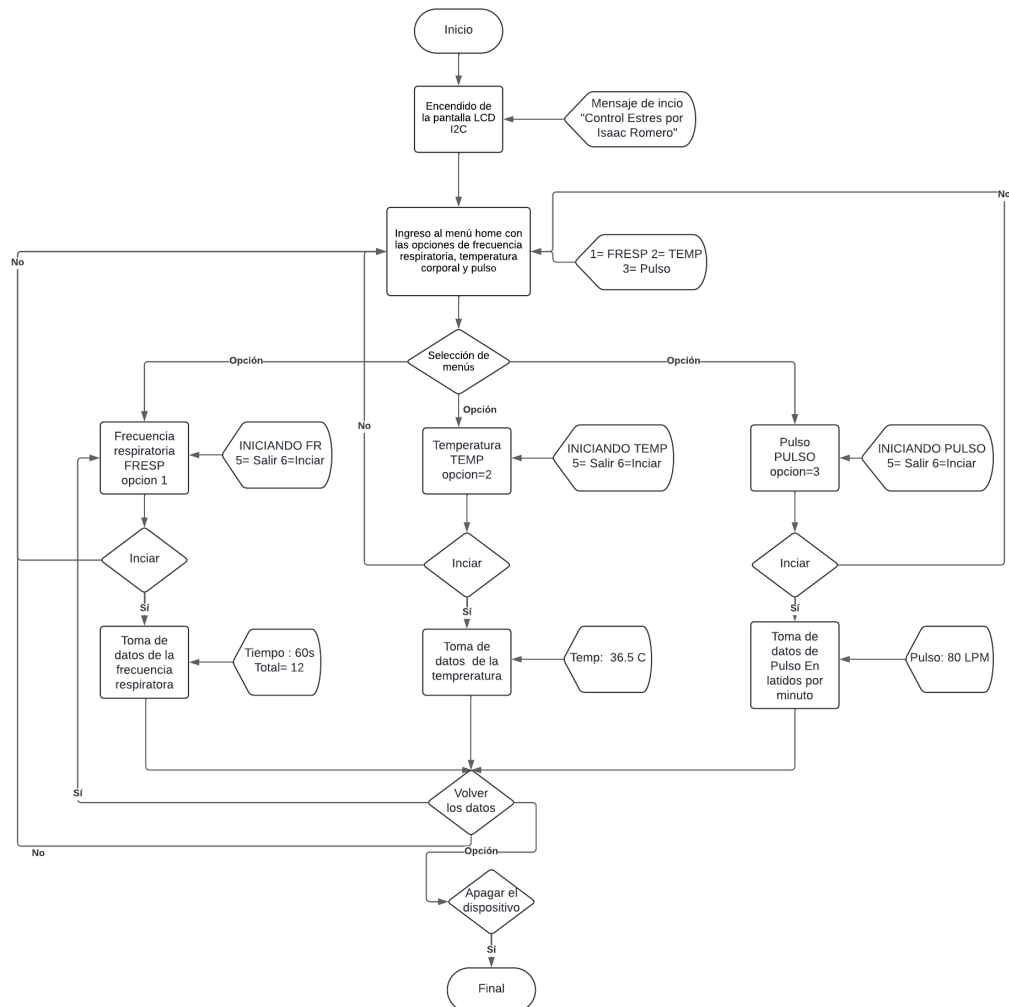 Inicio
Encendido de
la pantalla LCD
I2C
Mensaje de incio
"Control Estres por
Isaac Romero"
No
Ingreso al menú home con
las opciones de frecuencia
respiratoria, temperatura
corporal y pulso
1= FRESP 2= TEMP
3= Pulso
No
Selección de
menús
Opción
Opción
Opción
No
Frecuencia
respiratoria
FRESP
opcion 1
INICIANDO FR
5= Salir 6=Inciar
Temperatura
TEMP
opcion=2
INICIANDO TEMP
5= Salir 6=Inciar
Pulso
PULSO
opcion=3
INICIANDO PULSO
5= Salir 6=Inciar
Inciar
Inciar
Inciar
Sí
Sí
Sí
Toma de
datos de la
frecuencia
respiratora
Tiempo : 60s
Total= 12
Toma de
datos de la
tempreratura
Temp: 36.5 C
Toma de
datos de
Pulso En
latidos por
minuto
Pulso: 80 LPM
Sí
Volver
los datos
No
Opción
Apagar el
dispositivo
Sí
Final